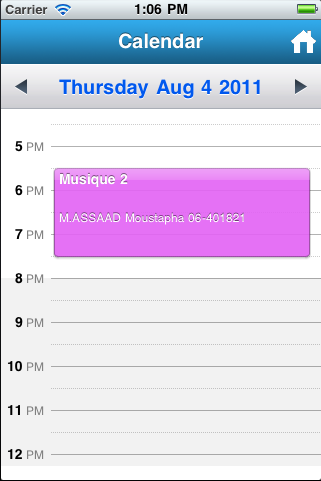 Carrier 1:06 PM
Calendar
Thursday Aug 4 2011
5 PM
Musique 2
6 PM
M.ASSAAD Moustapha 06-401821
7 PM
8 PM
9 PM
10 PM
11 PM
12 PM